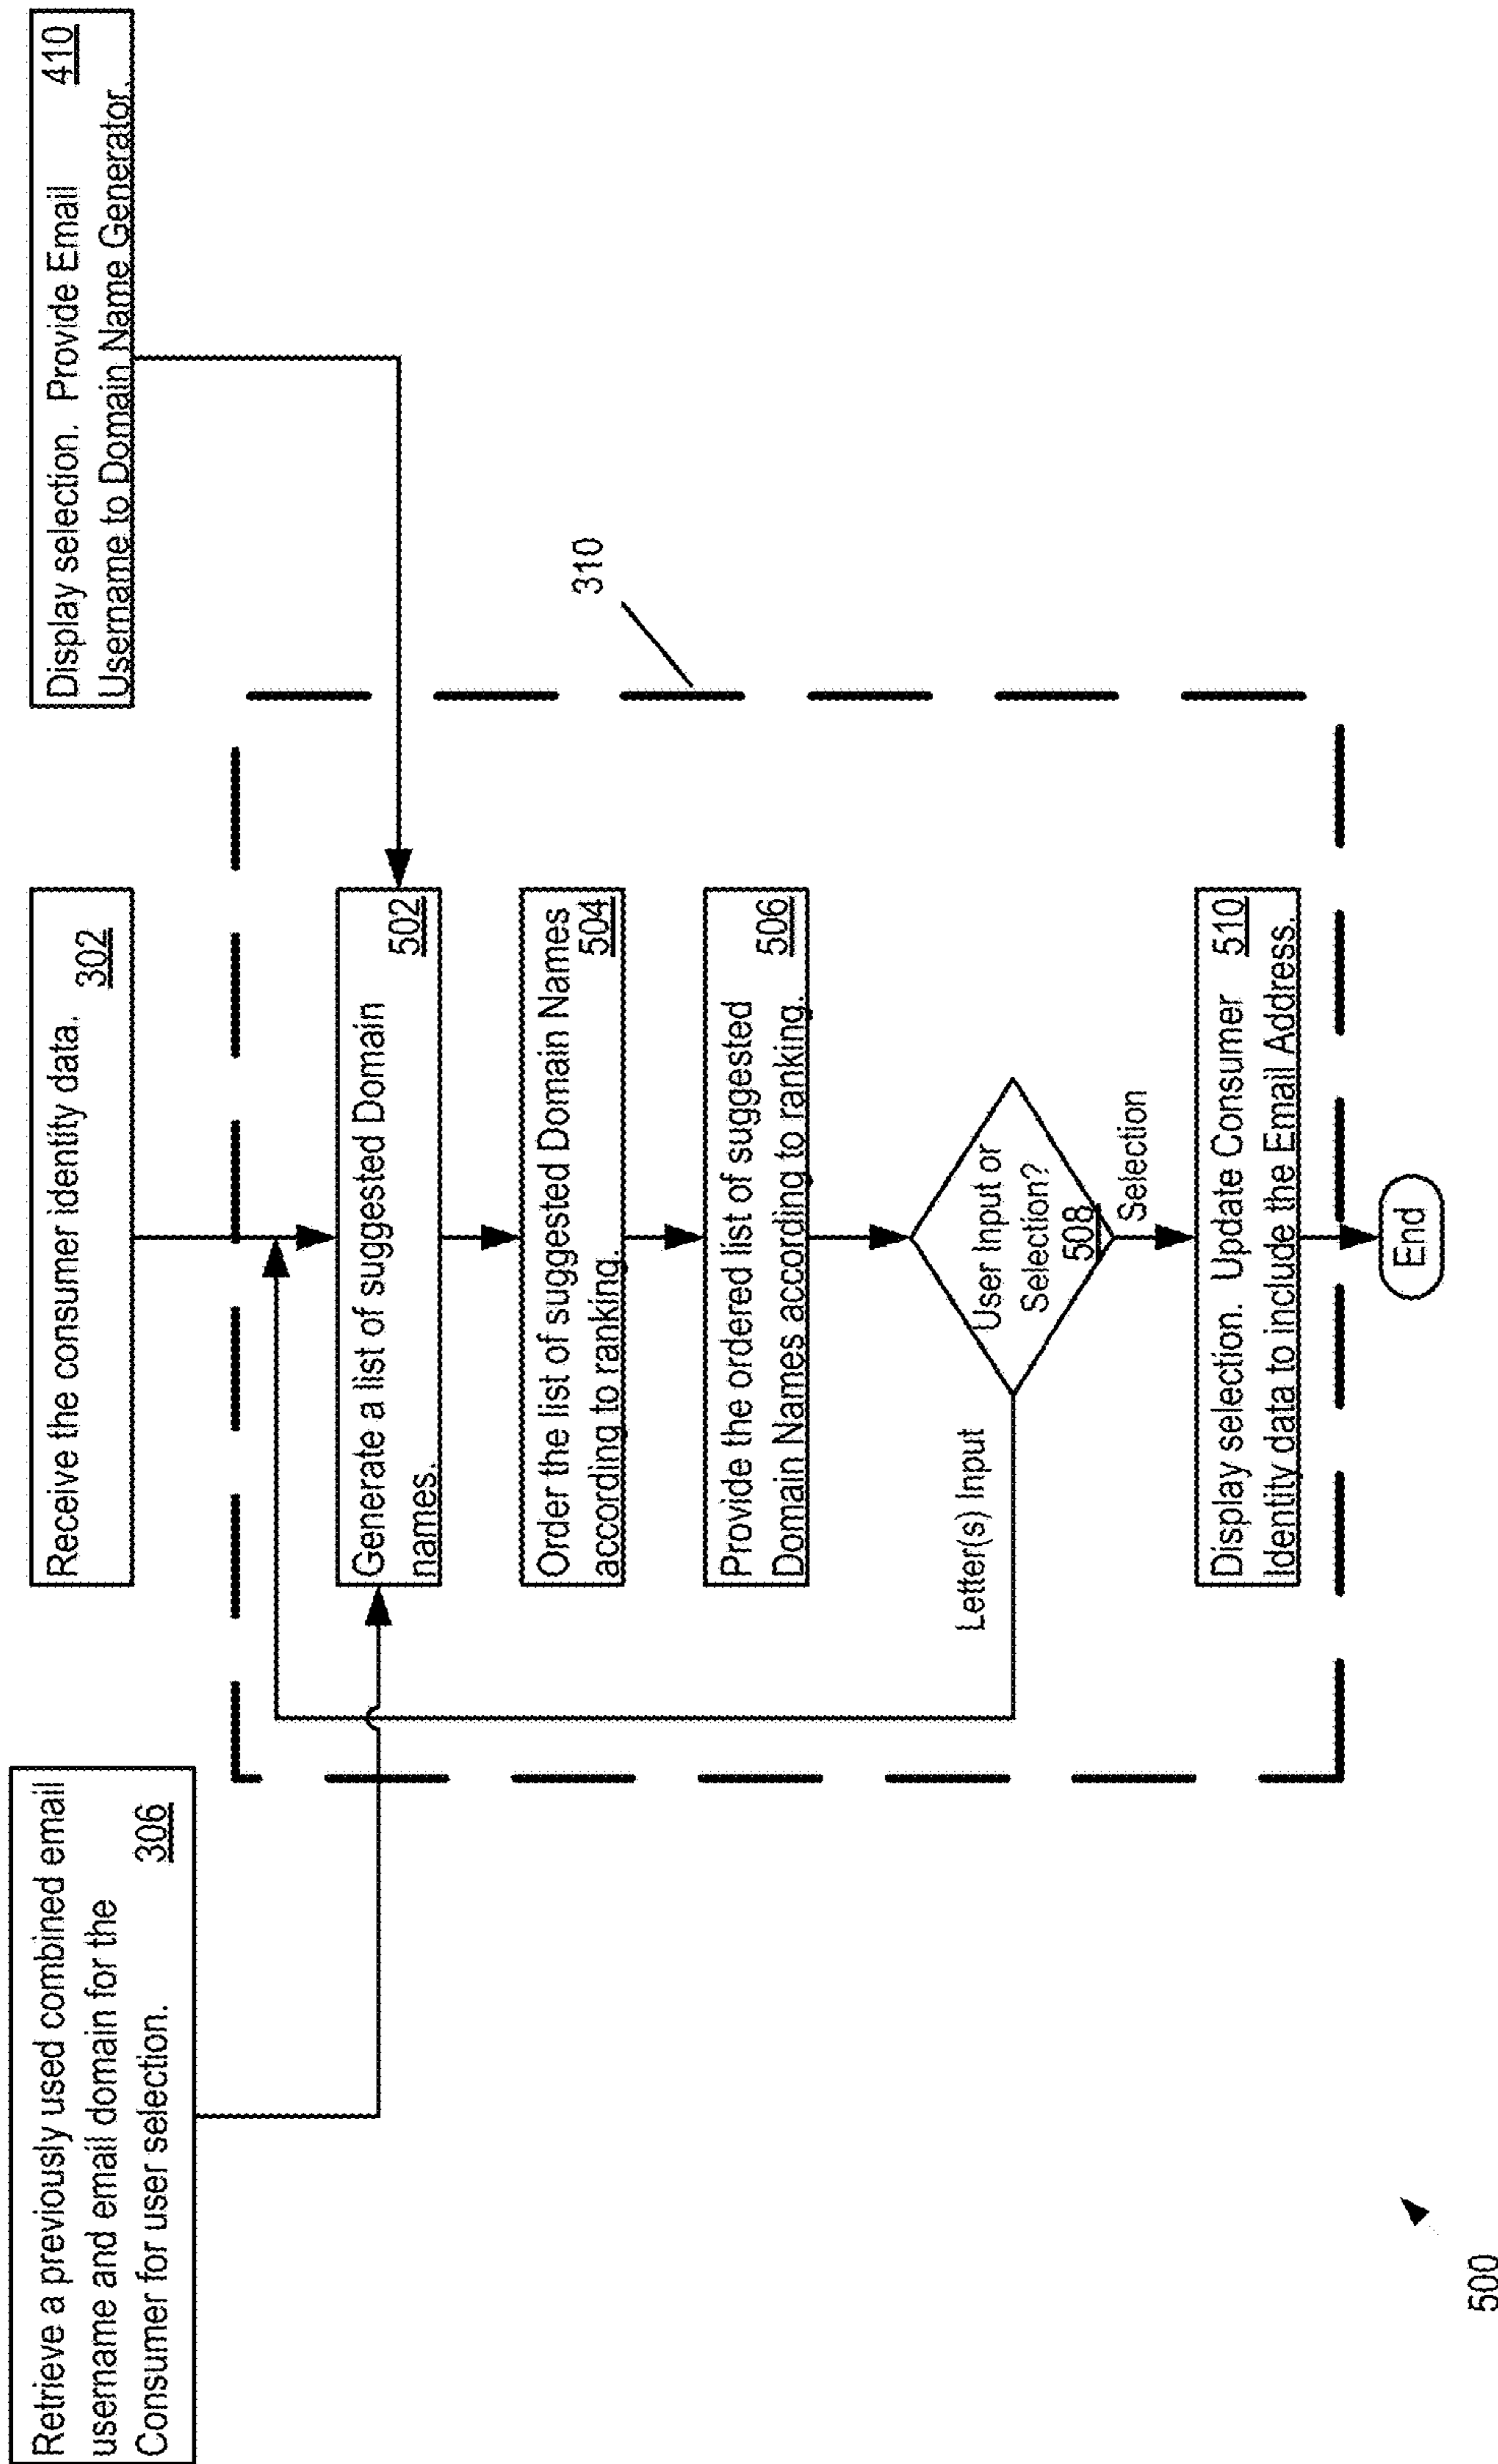 Retrieve a previously used combined email
username and email domain for the
Consumer for user selection.
306
Receive the consumer identity data.
302
Display selection. Provide Email
410
Username to Domain Name Generator.
310
Generate a list of suggested Domain
names.
502
Order the list of suggested Domain Names
according to ranking.
504
Provide the ordered list of suggested
506
Domain Names according to ranking.
User Input or
Selection?
508
Letter(s) Input
Selection
Display selection. Update Consumer
510
Identity data to include the Email Address.
End
500